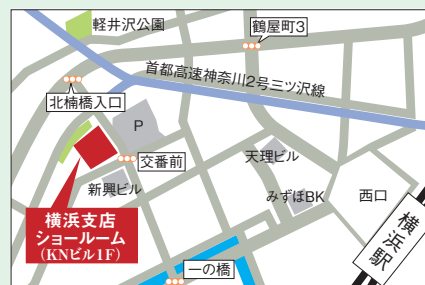 軽井沢公園
鶴屋町3
首都高速神奈川2号三ツ沢線
北楠橋入口
P
交番前
天理ビル
新興ビル
みずほBK
西口
横浜駅
横浜支店
ショールーム
(KNビル1F)
一の橋